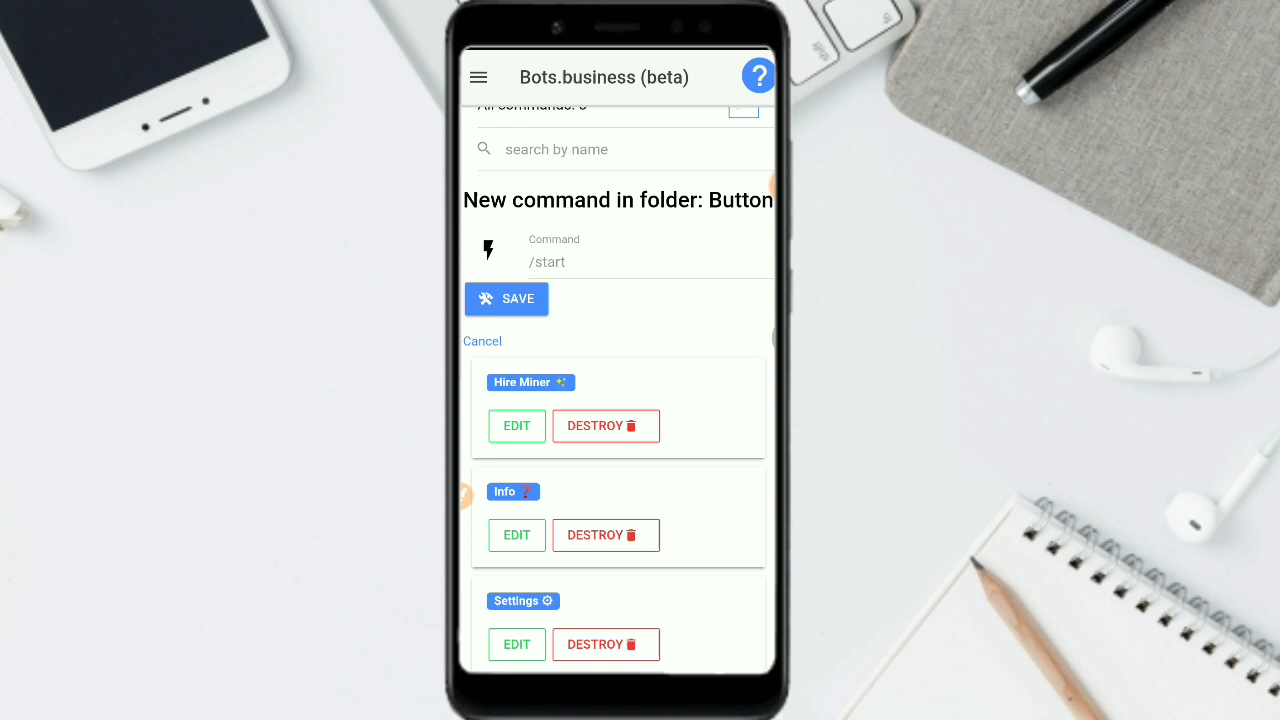 Bots.business (beta)
?
search by name
New command in folder: Button
Command
/start
SAVE
Cancel
Hire Miner ✨
EDIT
DESTROY
Info ❓
EDIT
DESTROY
Settings ⚙
EDIT
DESTROY